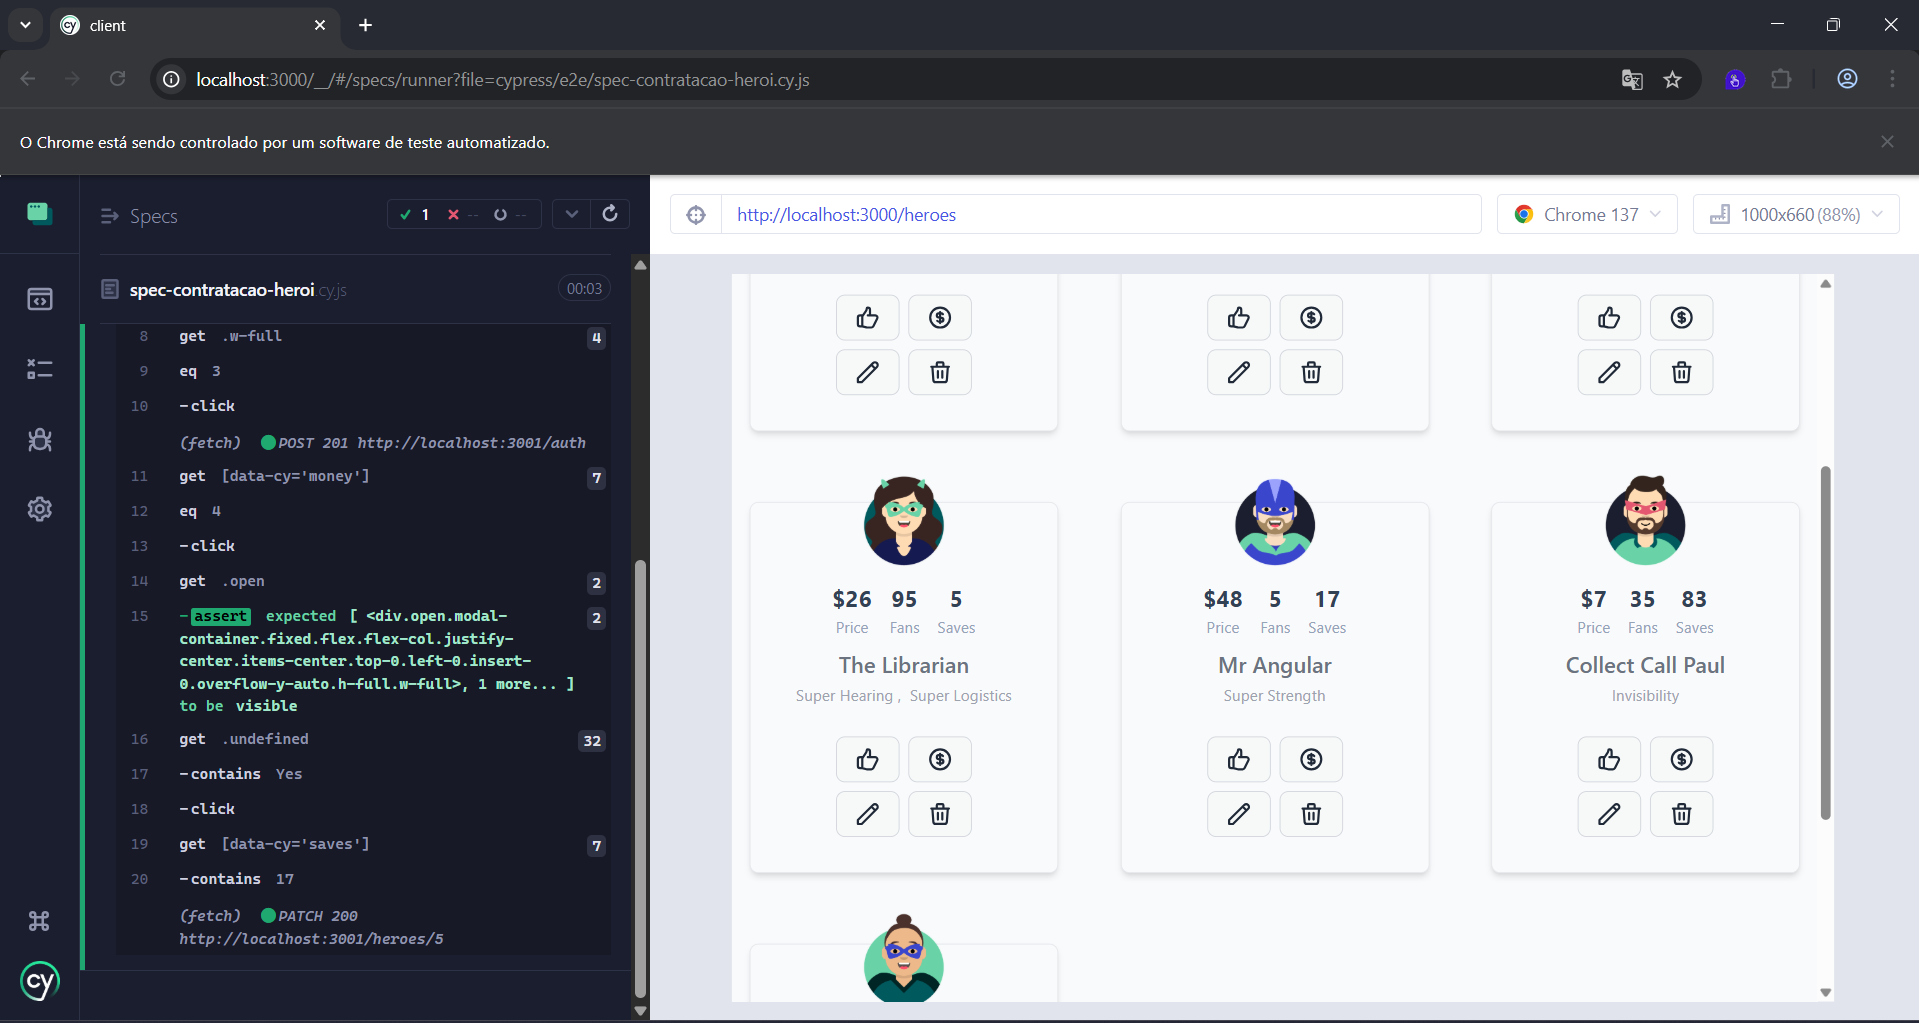 client
localhost:3000/__/#/specs/runner?file=cypress/e2e/spec-contratacao-heroi.cy.js
O Chrome está sendo controlado por um software de teste automatizado.
Specs
1 -- --
http://localhost:3000/heroes
Chrome 137
1000x660 (88%)
spec-contratacao-heroi.cy.js
00:03
8 get .w-full 4
9 eq 3
10 -click
(fetch) POST 201 http://localhost:3001/auth
11 get [data-cy='money'] 7
12 eq 4
13 -click
14 get .open 2
15 -assert expected [ <div.open.modal- 2
container.fixed.flex.flex-col.justify-
center.items-center.top-0.left-0.insert-
0.overflow-y-auto.h-full.w-full>, 1 more... ]
to be visible
16 get .undefined 32
17 -contains Yes
18 -click
19 get [data-cy='saves'] 7
20 -contains 17
(fetch) PATCH 200
http://localhost:3001/heroes/5
cy
$26 95 5
Price Fans Saves
The Librarian
Super Hearing , Super Logistics
$48 5 17
Price Fans Saves
Mr Angular
Super Strength
$7 35 83
Price Fans Saves
Collect Call Paul
Invisibility